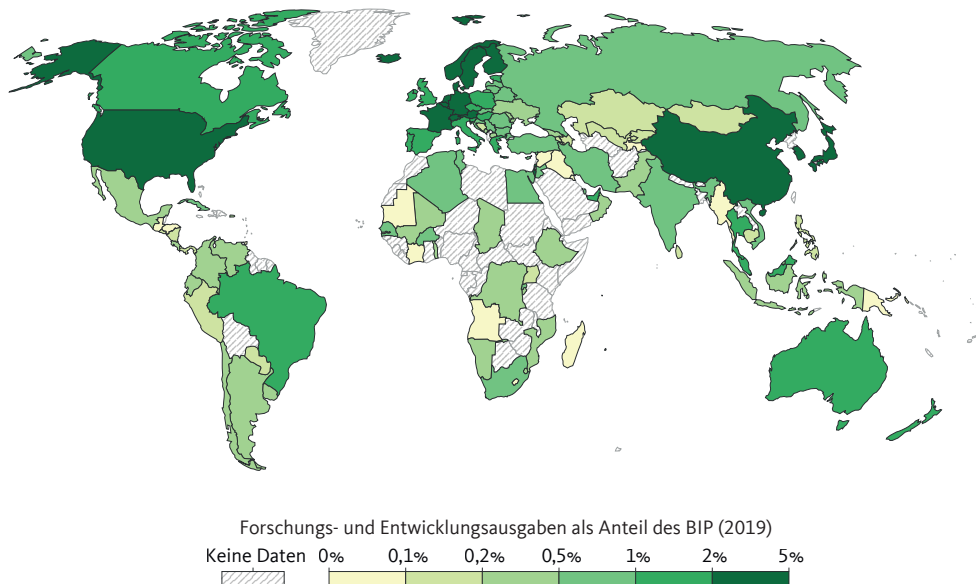 Forschungs- und Entwicklungsausgaben als Anteil des BIP (2019)
Keine Daten 0% 0,1% 0,2% 0,5% 1% 2% 5%